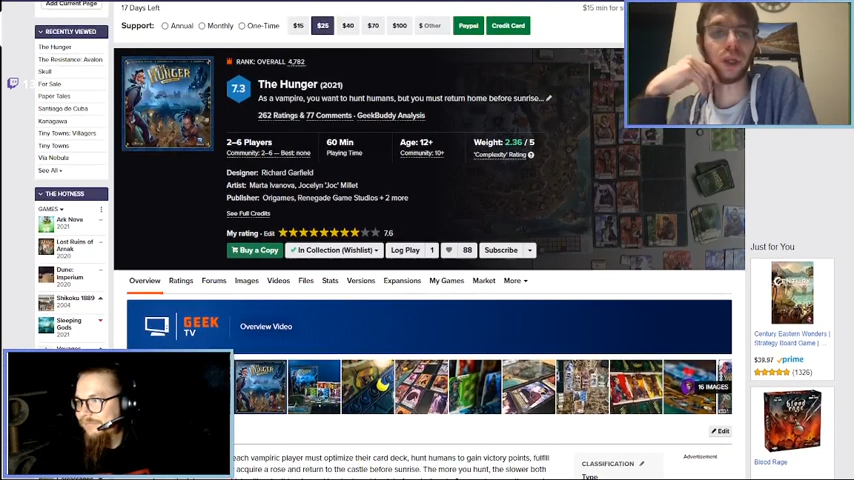 Add Current Page
17 Days Left
$15 min for s
Support:
Annual
Monthly
One-Time
$15
$25
$40
$70
$100
$ Other
Paypal
Credit Card
RECENTLY VIEWED
The Hunger
The Resistance: Avalon
Skull
For Sale
Paper Tales
Santiago de Cuba
Kanagawa
Tiny Towns: Villagers
Tiny Towns
Via Nebula
See All
THE HOTNESS
GAMES
Ark Nova
2021
Lost Ruins of
Arnak
2020
Dune:
Imperium
2020
Shikoku 1889
2004
Sleeping
Gods
2021
THE HUNGER
RANK: OVERALL 4,782
7.3
The Hunger (2021)
As a vampire, you want to hunt humans, but you must return home before sunrise...
262 Ratings & 77 Comments · GeekBuddy Analysis
2–6 Players
Community: 2–6 — Best: none
60 Min
Playing Time
Age: 12+
Community: 10+
Weight: 2.36 / 5
'Complexity' Rating
Designer: Richard Garfield
Artist: Marta Ivanova, Jocelyn 'Joc' Millet
Publisher: Origames, Renegade Game Studios + 2 more
See Full Credits
My rating · Edit
7.6
Buy a Copy
In Collection (Wishlist)
Log Play
1
88
Subscribe
Overview
Ratings
Forums
Images
Videos
Files
Stats
Versions
Expansions
My Games
Market
More
GEEK
TV
Overview Video
16 IMAGES
Edit
each vampiric player must optimize their card deck, hunt humans to gain victory points, fulfill
acquire a rose and return to the castle before sunrise. The more you hunt, the slower both
CLASSIFICATION
Type
Advertisement
Just for You
CENTURY
Century Eastern Wonders |
Strategy Board Game | ...
$39.97
prime
(1326)
blood
rage
Blood Rage